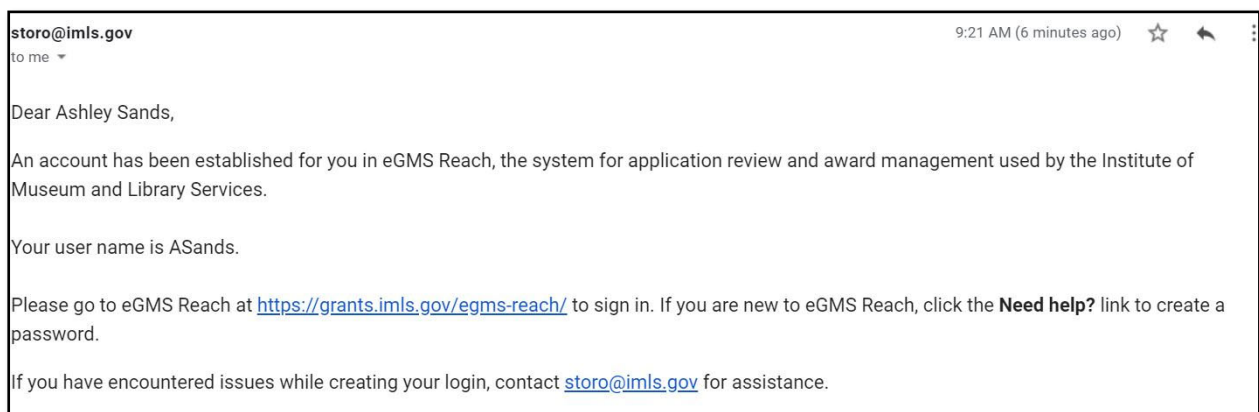 storo@imls.gov 9:21 AM (6 minutes ago)
to me
Dear Ashley Sands,
An account has been established for you in eGMS Reach, the system for application review and award management used by the Institute of
Museum and Library Services.
Your user name is ASands.
Please go to eGMS Reach at https://grants.imls.gov/egms-reach/ to sign in. If you are new to eGMS Reach, click the Need help? link to create a
password.
If you have encountered issues while creating your login, contact storo@imls.gov for assistance.